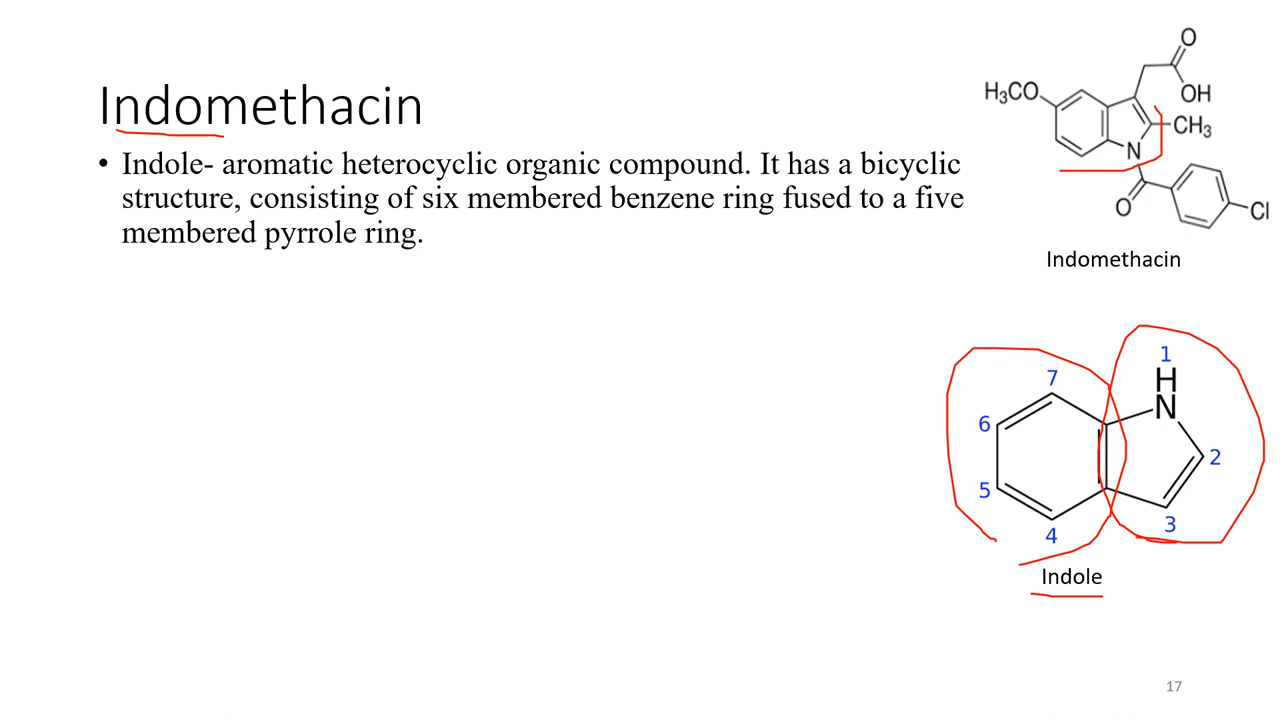 Indomethacin
• Indole- aromatic heterocyclic organic compound. It has a bicyclic
structure, consisting of six membered benzene ring fused to a five
membered pyrrole ring.
O
H₃CO
OH
CH₃
N
O
Cl
Indomethacin
1
H
N
7
6
2
5
3
4
Indole
17